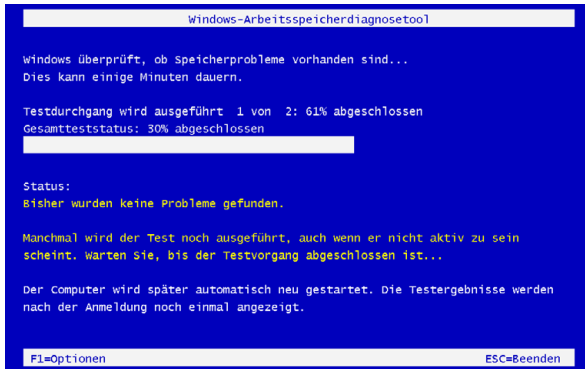 Windows-Arbeitsspeicherdiagnosetool
Windows überprüft, ob Speicherprobleme vorhanden sind...
Dies kann einige Minuten dauern.
Testdurchgang wird ausgeführt 1 von 2: 61% abgeschlossen
Gesamtteststatus: 30% abgeschlossen
Status:
Bisher wurden keine Probleme gefunden.
Manchmal wird der Test noch ausgeführt, auch wenn er nicht aktiv zu sein
scheint. Warten Sie, bis der Testvorgang abgeschlossen ist...
Der Computer wird später automatisch neu gestartet. Die Testergebnisse werden
nach der Anmeldung noch einmal angezeigt.
F1=Optionen ESC=Beenden